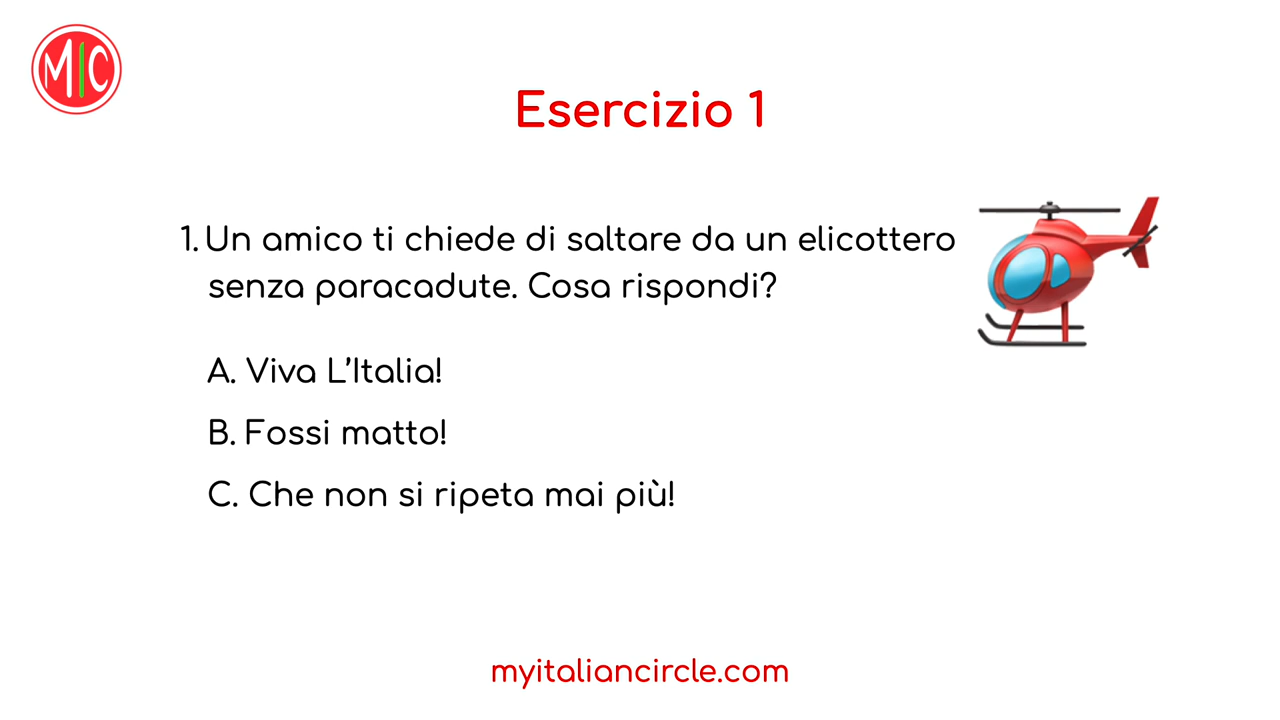 MIC
Esercizio 1
1. Un amico ti chiede di saltare da un elicottero
senza paracadute. Cosa rispondi?
A. Viva L’Italia!
B. Fossi matto!
C. Che non si ripeta mai più!
myitaliancircle.com